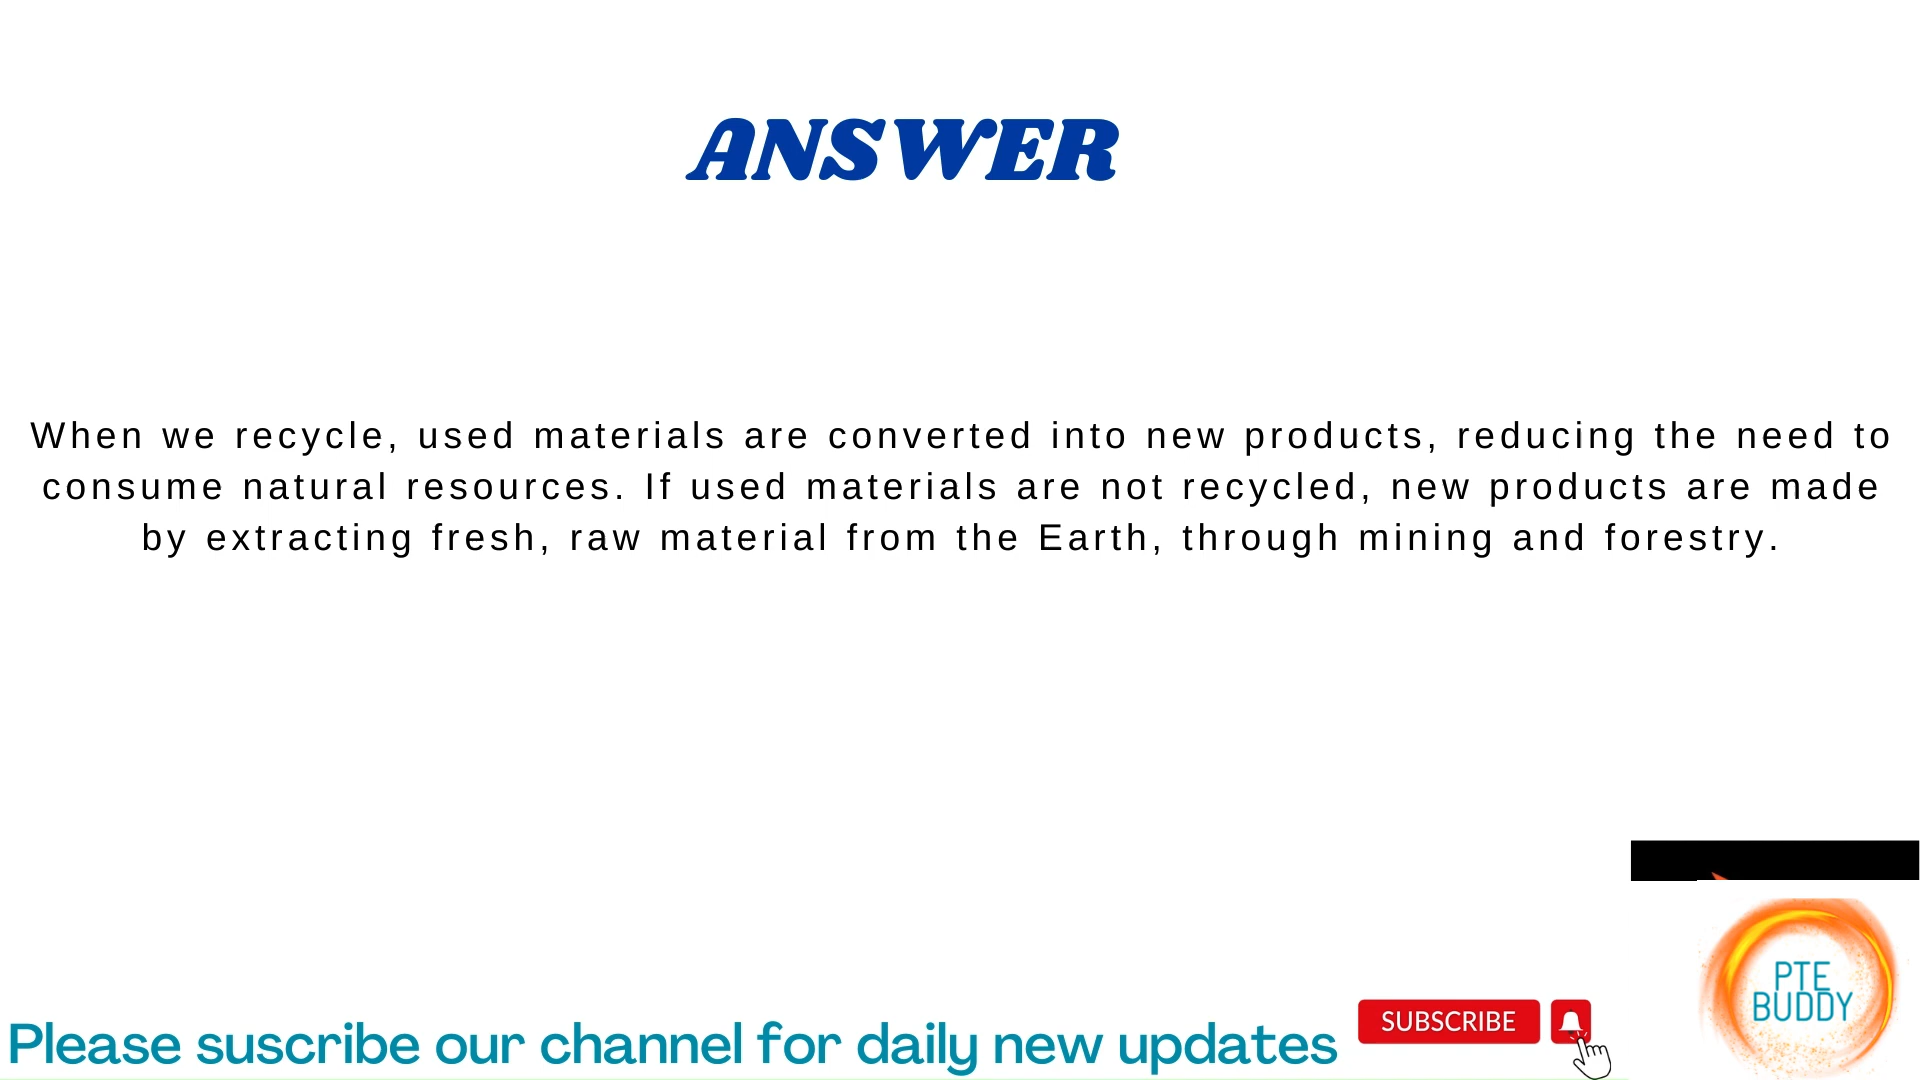 ANSWER
When we recycle, used materials are converted into new products, reducing the need to
consume natural resources. If used materials are not recycled, new products are made
by extracting fresh, raw material from the Earth, through mining and forestry.
PTE
BUDDY
SUBSCRIBE
Please suscribe our channel for daily new updates